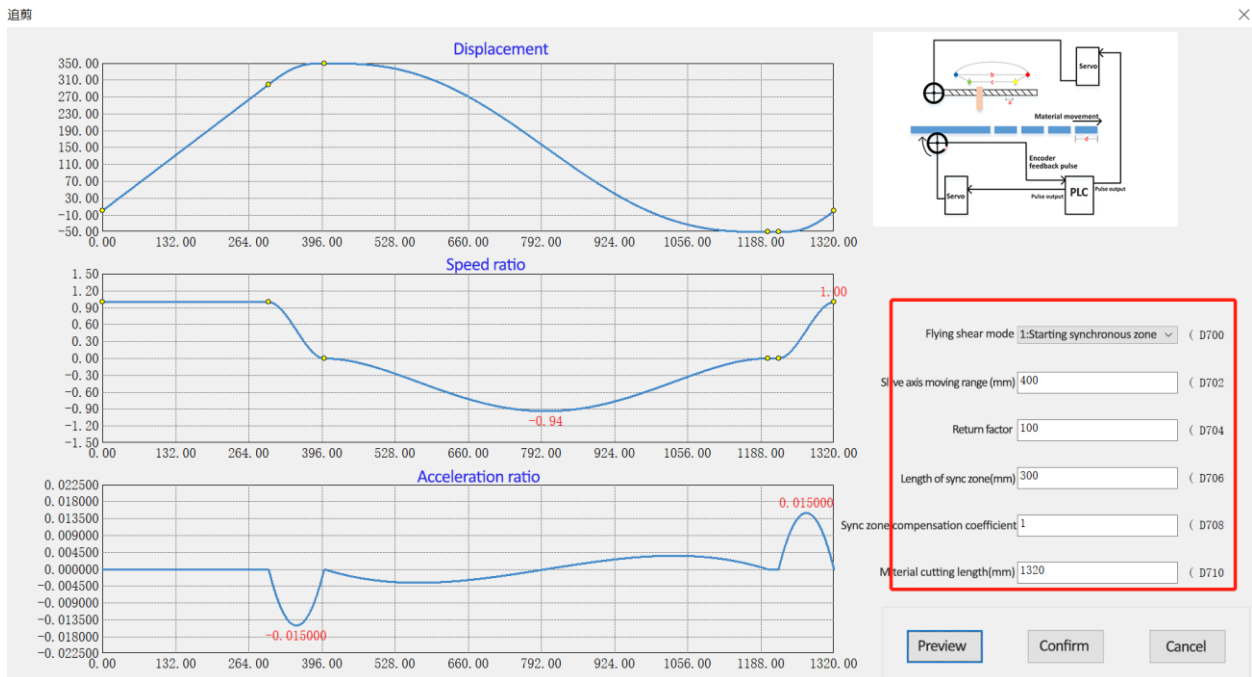 追剪
Displacement
350.00
310.00
270.00
230.00
190.00
150.00
110.00
70.00
30.00
-10.00
-50.00
0.00 132.00 264.00 396.00 528.00 660.00 792.00 924.00 1056.00 1188.00 1320.00
Speed ratio
1.50
1.20
0.90
0.60
0.30
0.00
-0.30
-0.60
-0.90
-1.20
-1.50
1.00
-0.94
0.00 132.00 264.00 396.00 528.00 660.00 792.00 924.00 1056.00 1188.00 1320.00
Acceleration ratio
0.022500
0.018000
0.013500
0.009000
0.004500
0.000000
-0.004500
-0.009000
-0.013500
-0.018000
-0.022500
0.015000
-0.015000
0.00 132.00 264.00 396.00 528.00 660.00 792.00 924.00 1056.00 1188.00 1320.00
Servo
b
c
a
Material movement
d
Encoder
feedback pulse
Servo
Pulse output
PLC
Pulse output
Flying shear mode 1:Starting synchronous zone ( D700
Slave axis moving range (mm) 400 ( D702
Return factor 100 ( D704
Length of sync zone(mm) 300 ( D706
Sync zone compensation coefficient 1 ( D708
Material cutting length(mm) 1320 ( D710
Preview Confirm Cancel